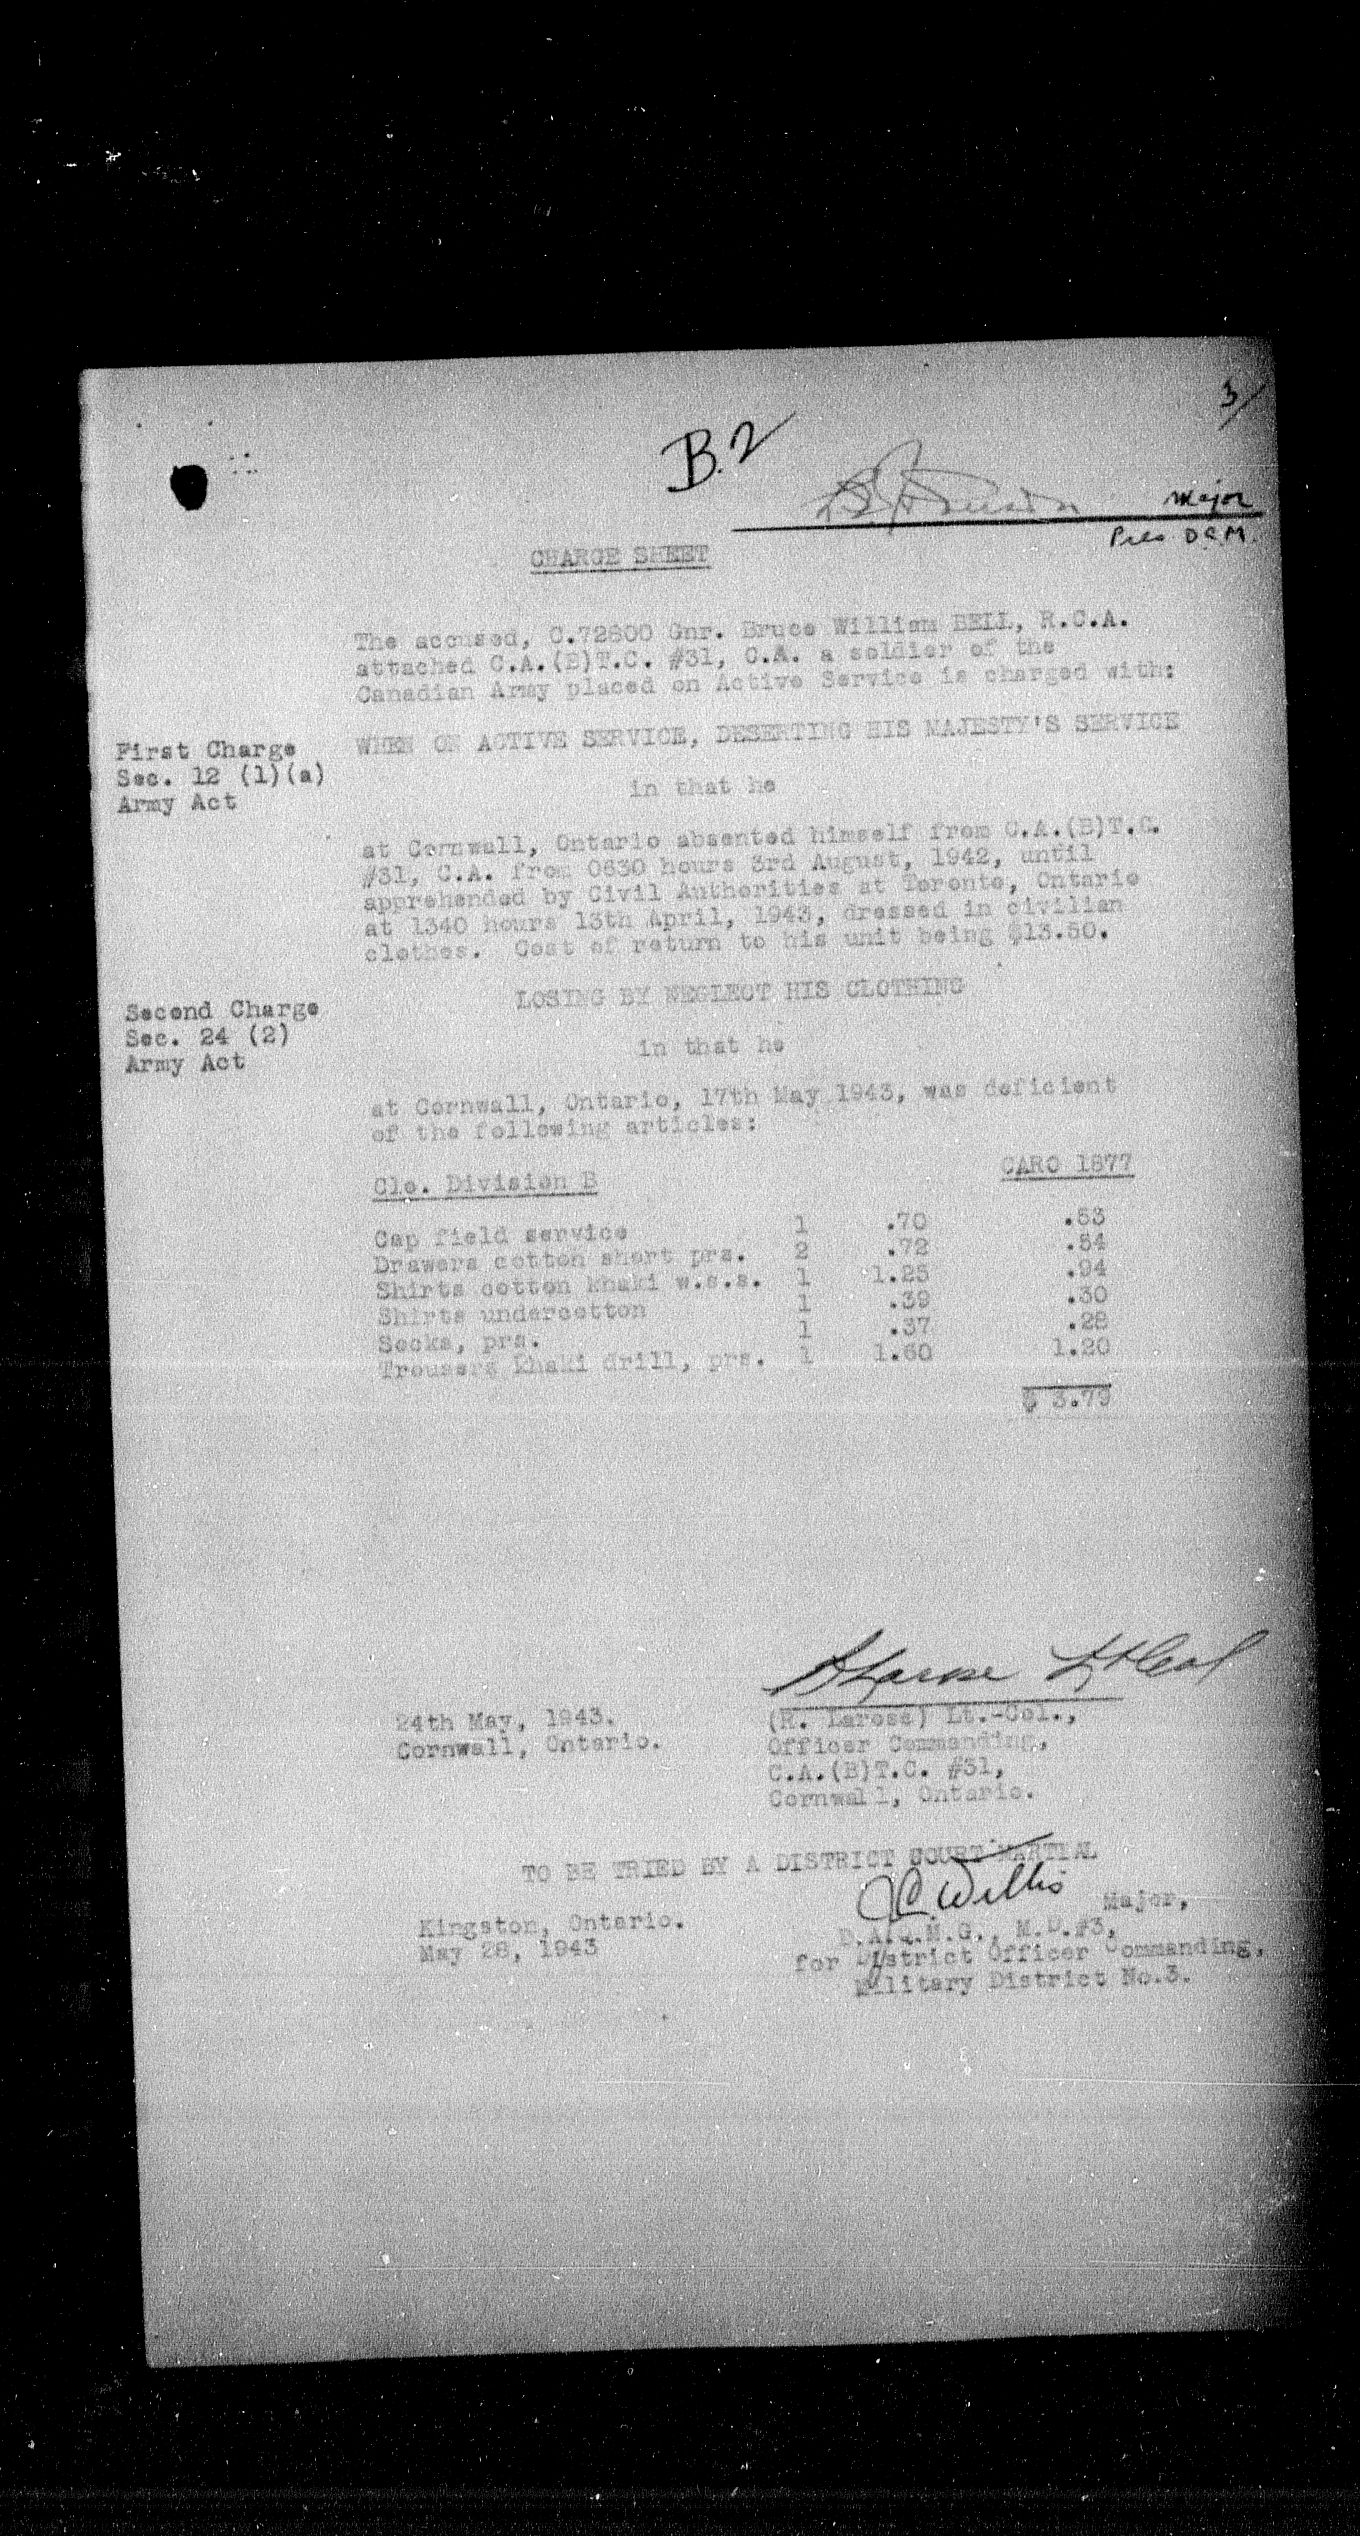 3/
B.2
Major
Pres D.C.M.
CHARGE SHEET
The accused, C.72600 Gnr. Bruce William BELL, R.C.A.
attached C.A.(B)T.C. #31, C.A. a soldier of the
Canadian Army placed on Active Service is charged with:
First Charge
Sec. 12 (1)(a)
Army Act
WHEN ON ACTIVE SERVICE, DESERTING HIS MAJESTY'S SERVICE
in that he
at Cornwall, Ontario absented himself from C.A.(B)T.C.
#31, C.A. from 0630 hours 3rd August, 1942, until
apprehended by Civil Authorities at Toronto, Ontario
at 1340 hours 13th April, 1943, dressed in civilian
clothes. Cost of return to his unit being $13.50.
Second Charge
Sec. 24 (2)
Army Act
LOSING BY NEGLECT HIS CLOTHING
in that he
at Cornwall, Ontario, 17th May 1943, was deficient
of the following articles:
Clo. Division B CARO 1877
Cap field service 1 .70 .53
Drawers cotton short prs. 2 .72 .54
Shirts cotton khaki w.s.s. 1 1.25 .94
Shirts undercotton 1 .39 .30
Socks, prs. 1 .37 .28
Trousers khaki drill, prs. 1 1.60 1.20
$ 3.79
RLarose Lt Col
24th May, 1943.
Cornwall, Ontario.
(R. Larose) Lt.-Col.,
Officer Commanding,
C.A.(B)T.C. #31,
Cornwall, Ontario.
TO BE TRIED BY A DISTRICT COURT MARTIAL
JC Willis Major,
Kingston, Ontario.
May 28, 1943
D.A.Q.M.G., M.D.#3,
for District Officer Commanding,
Military District No.3.